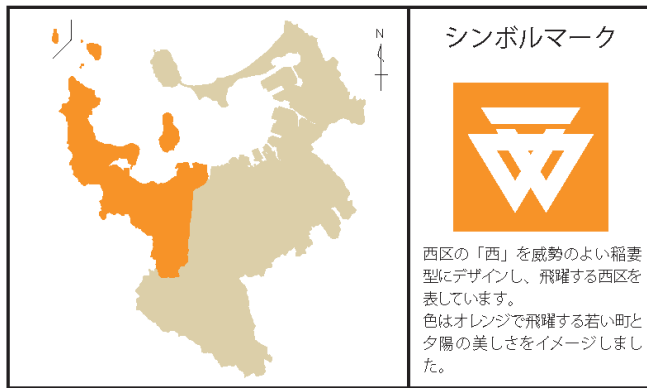 N
シンボルマーク
西区の「西」を威勢のよい稲妻
型にデザインし、飛躍する西区を
表しています。
色はオレンジで飛躍する若い町と
夕陽の美しさをイメージしまし
た。